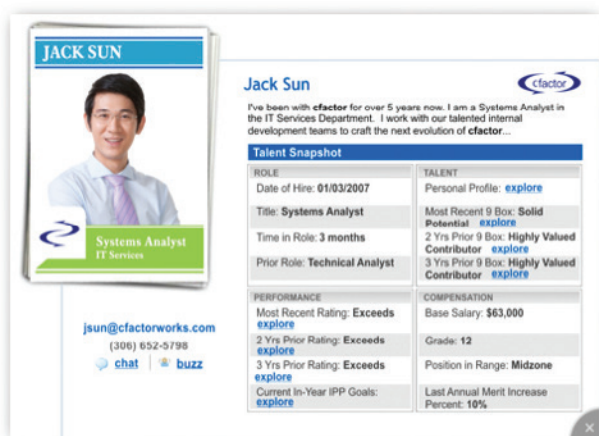 JACK SUN
Systems Analyst
IT Services
jsun@cfactorworks.com
(306) 652-5798
chat
buzz
Jack Sun
cfactor
I've been with cfactor for over 5 years now. I am a Systems Analyst in
the IT Services Department. I work with our talented internal
development teams to craft the next evolution of cfactor...
Talent Snapshot
ROLE
Date of Hire: 01/03/2007
Title: Systems Analyst
Time in Role: 3 months
Prior Role: Technical Analyst
TALENT
Personal Profile: explore
Most Recent 9 Box: Solid
Potential explore
2 Yrs Prior 9 Box: Highly Valued
Contributor explore
3 Yrs Prior 9 Box: Highly Valued
Contributor explore
PERFORMANCE
Most Recent Rating: Exceeds
explore
2 Yrs Prior Rating: Exceeds
explore
3 Yrs Prior Rating: Exceeds
explore
Current In-Year IPP Goals:
explore
COMPENSATION
Base Salary: $63,000
Grade: 12
Position in Range: Midzone
Last Annual Merit Increase
Percent: 10%